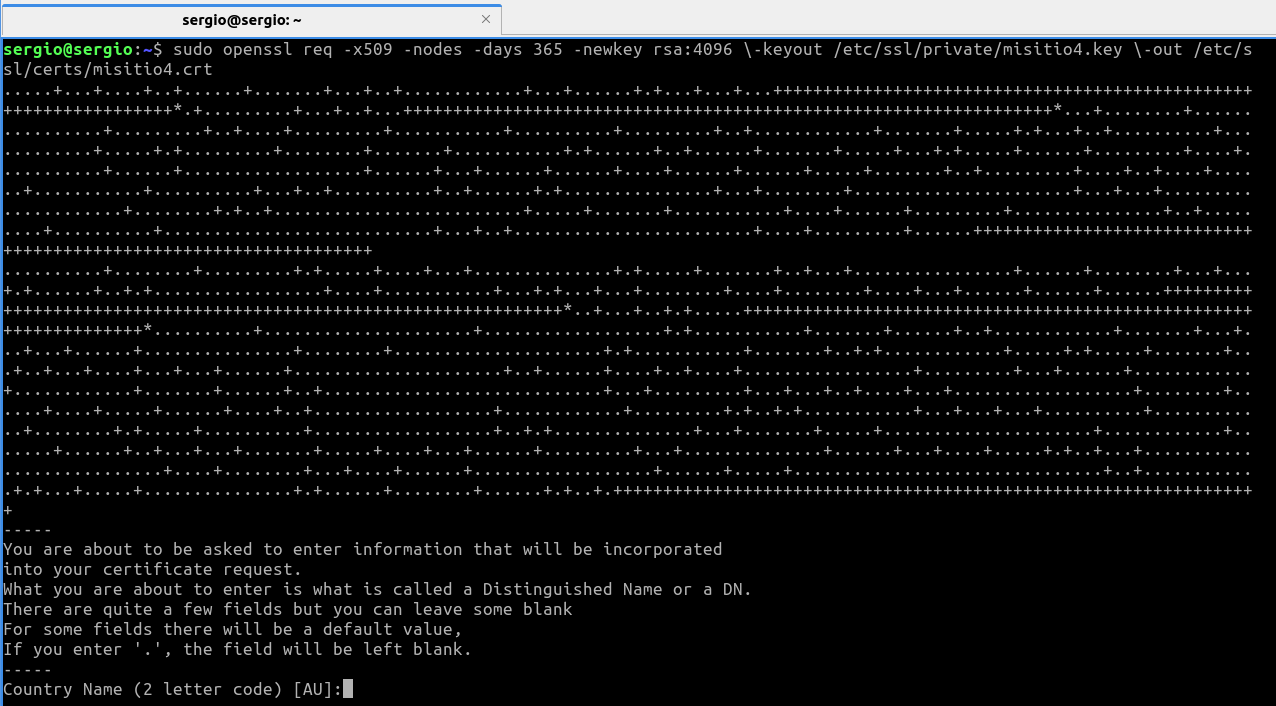 sergio@sergio: ~
×
sergio@sergio:~$ sudo openssl req -x509 -nodes -days 365 -newkey rsa:4096 \-keyout /etc/ssl/private/misitio4.key \-out /etc/s
sl/certs/misitio4.crt
-----
You are about to be asked to enter information that will be incorporated
into your certificate request.
What you are about to enter is what is called a Distinguished Name or a DN.
There are quite a few fields but you can leave some blank
For some fields there will be a default value,
If you enter '.', the field will be left blank.
-----
Country Name (2 letter code) [AU]: